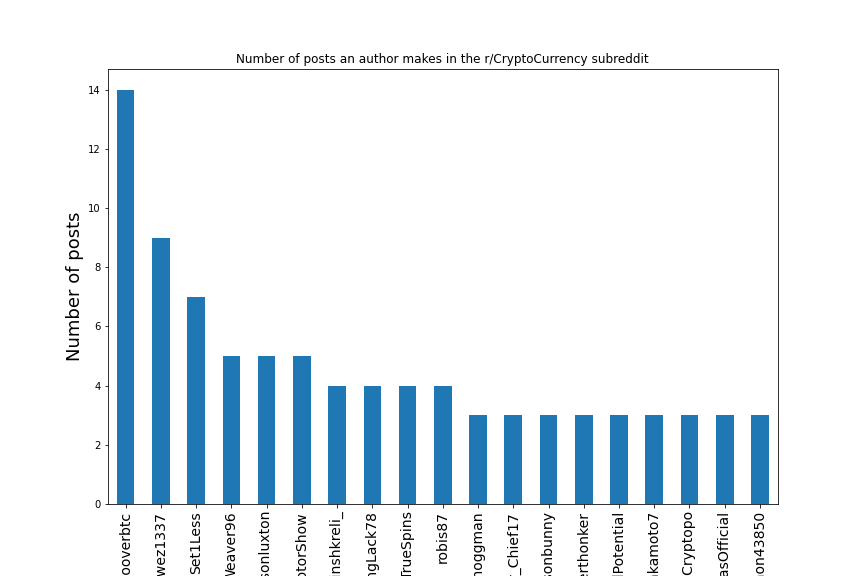 Number of posts an author makes in the r/CryptoCurrency subreddit
Number of posts
14
12
10
8
6
4
2
0
ooverbtc
wez1337
Set1Less
Weaver96
sonluxton
ptorShow
inshkreli_
ngLack78
TrueSpins
robis87
noggman
_Chief17
sonbunny
erthonker
lPotential
akamoto7
Cryptopo
asOfficial
on43850